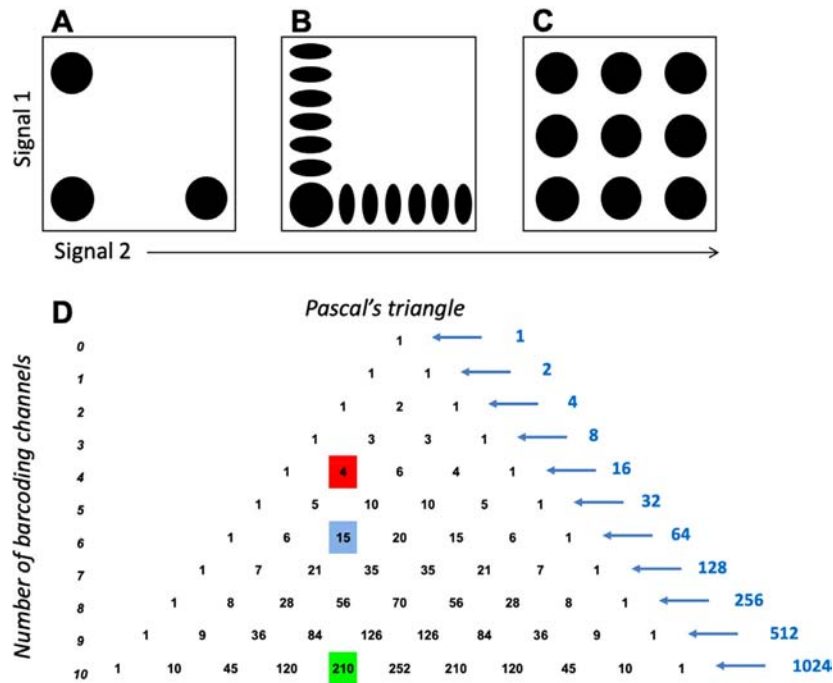 A
B
C
Signal 1
Signal 2
D
Pascal's triangle
Number of barcoding channels
0 1 1
1 1 1 2
2 1 2 1 4
3 1 3 3 1 8
4 1 4 6 4 1 16
5 1 5 10 10 5 1 32
6 1 6 15 20 15 6 1 64
7 1 7 21 35 35 21 7 1 128
8 1 8 28 56 70 56 28 8 1 256
9 1 9 36 84 126 126 84 36 9 1 512
10 1 10 45 120 210 252 210 120 45 10 1 1024